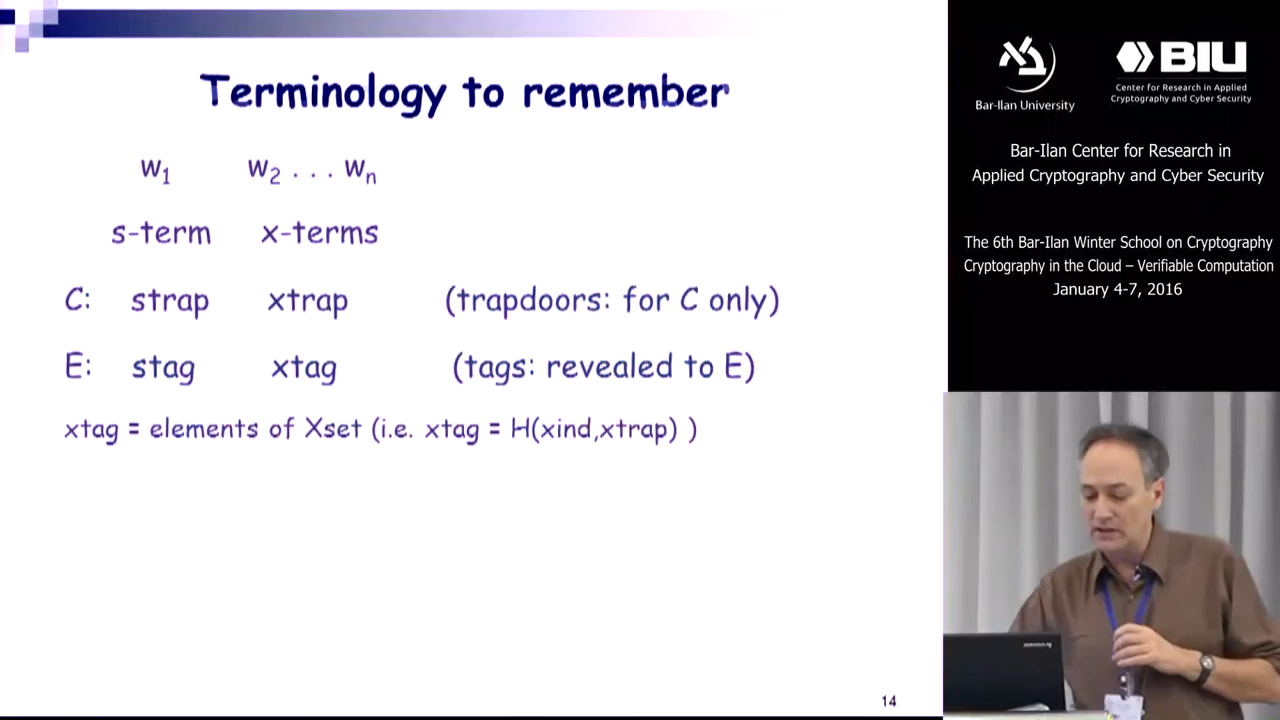 Terminology to remember
w1 w2 . . . wn
s-term x-terms
C: strap xtrap (trapdoors: for C only)
E: stag xtag (tags: revealed to E)
xtag = elements of Xset (i.e. xtag = H(xind,xtrap) )
14
Bar-Ilan University
BIU
Center for Research in Applied
Cryptography and Cyber Security
Bar-Ilan Center for Research in
Applied Cryptography and Cyber Security
The 6th Bar-Ilan Winter School on Cryptography
Cryptography in the Cloud – Verifiable Computation
January 4-7, 2016